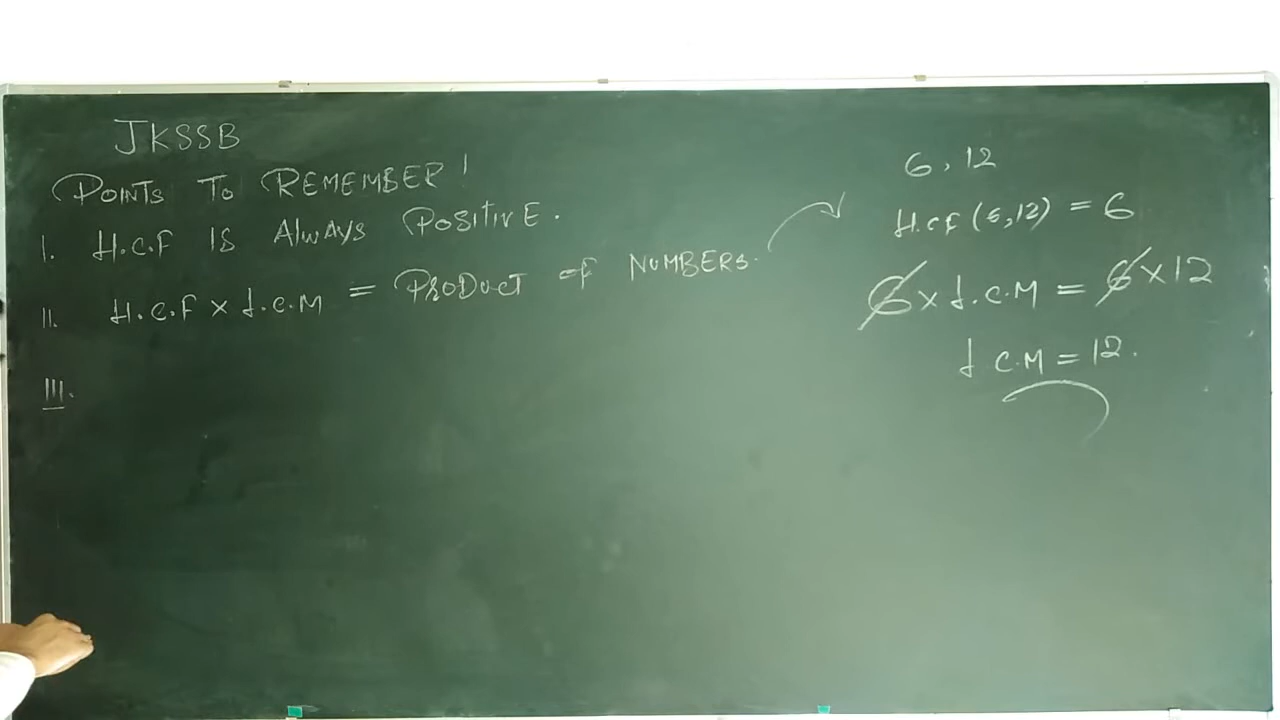 JKSSB
POINTS TO REMEMBER!
I. H.C.F IS ALWAYS POSITIVE.
II. H.C.F × L.C.M = PRODUCT OF NUMBERS.
III.
6, 12
H.C.F (6,12) = 6
6 × L.C.M = 6 × 12
L C.M = 12.